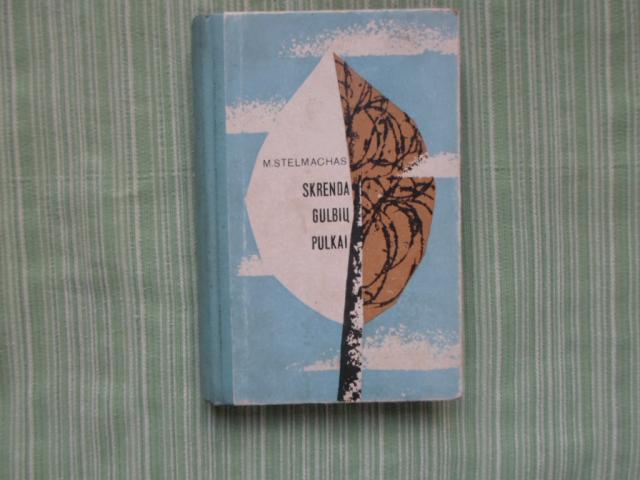 M. STELMACHAS
SKRENDA
GULBIŲ
PULKAI